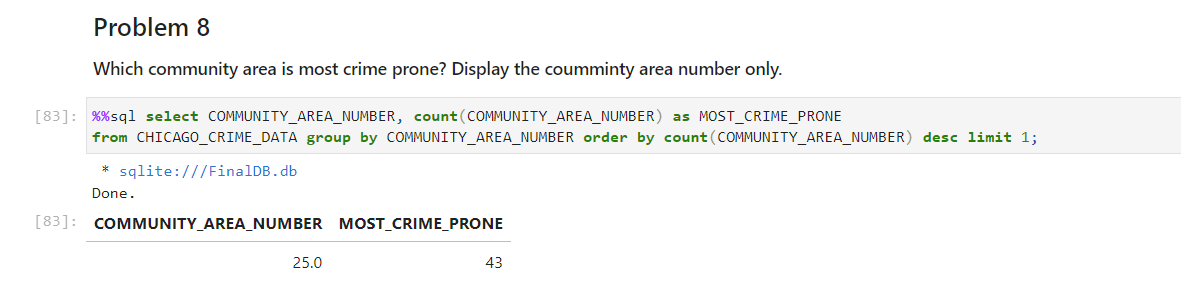 Problem 8
Which community area is most crime prone? Display the coumminty area number only.
[83]: %%sql select COMMUNITY_AREA_NUMBER, count(COMMUNITY_AREA_NUMBER) as MOST_CRIME_PRONE
from CHICAGO_CRIME_DATA group by COMMUNITY_AREA_NUMBER order by count(COMMUNITY_AREA_NUMBER) desc limit 1;
* sqlite:///FinalDB.db
Done.
[83]: COMMUNITY_AREA_NUMBER MOST_CRIME_PRONE
25.0 43